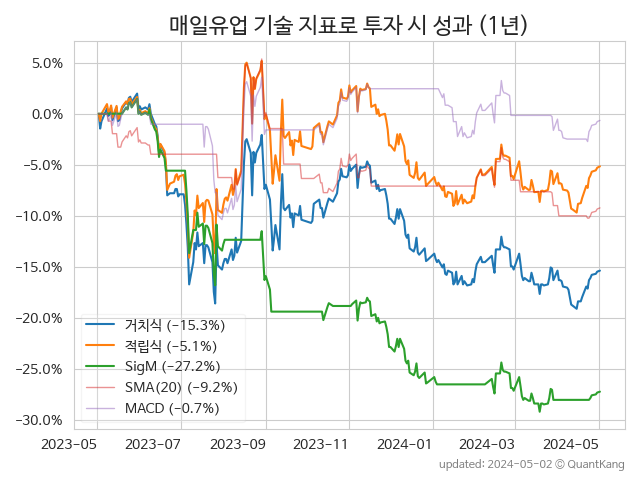 매일유업 기술 지표로 투자 시 성과 (1년)
5.0%
0.0%
−5.0%
−10.0%
−15.0%
−20.0%
−25.0%
−30.0%
거치식 (−15.3%)
적립식 (−5.1%)
SigM (−27.2%)
SMA(20) (−9.2%)
MACD (−0.7%)
2023-05 2023-07 2023-09 2023-11 2024-01 2024-03 2024-05
updated: 2024-05-02 © QuantKang